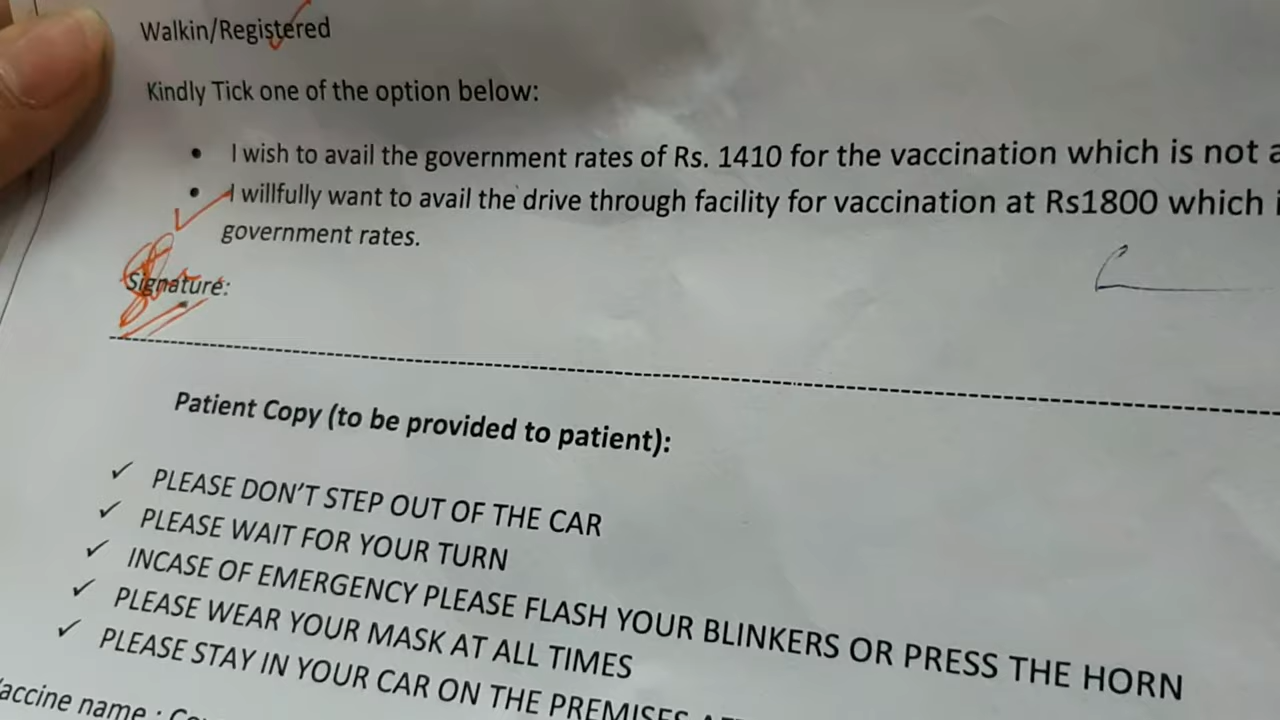 Walkin/Registered
Kindly Tick one of the option below:
• I wish to avail the government rates of Rs. 1410 for the vaccination which is not
• I willfully want to avail the drive through facility for vaccination at Rs1800 which
government rates.
Signature:
Patient Copy (to be provided to patient):
✓ PLEASE DON'T STEP OUT OF THE CAR
✓ PLEASE WAIT FOR YOUR TURN
✓ INCASE OF EMERGENCY PLEASE FLASH YOUR BLINKERS OR PRESS THE HORN
✓ PLEASE WEAR YOUR MASK AT ALL TIMES
✓ PLEASE STAY IN YOUR CAR ON THE PREMISES
name :